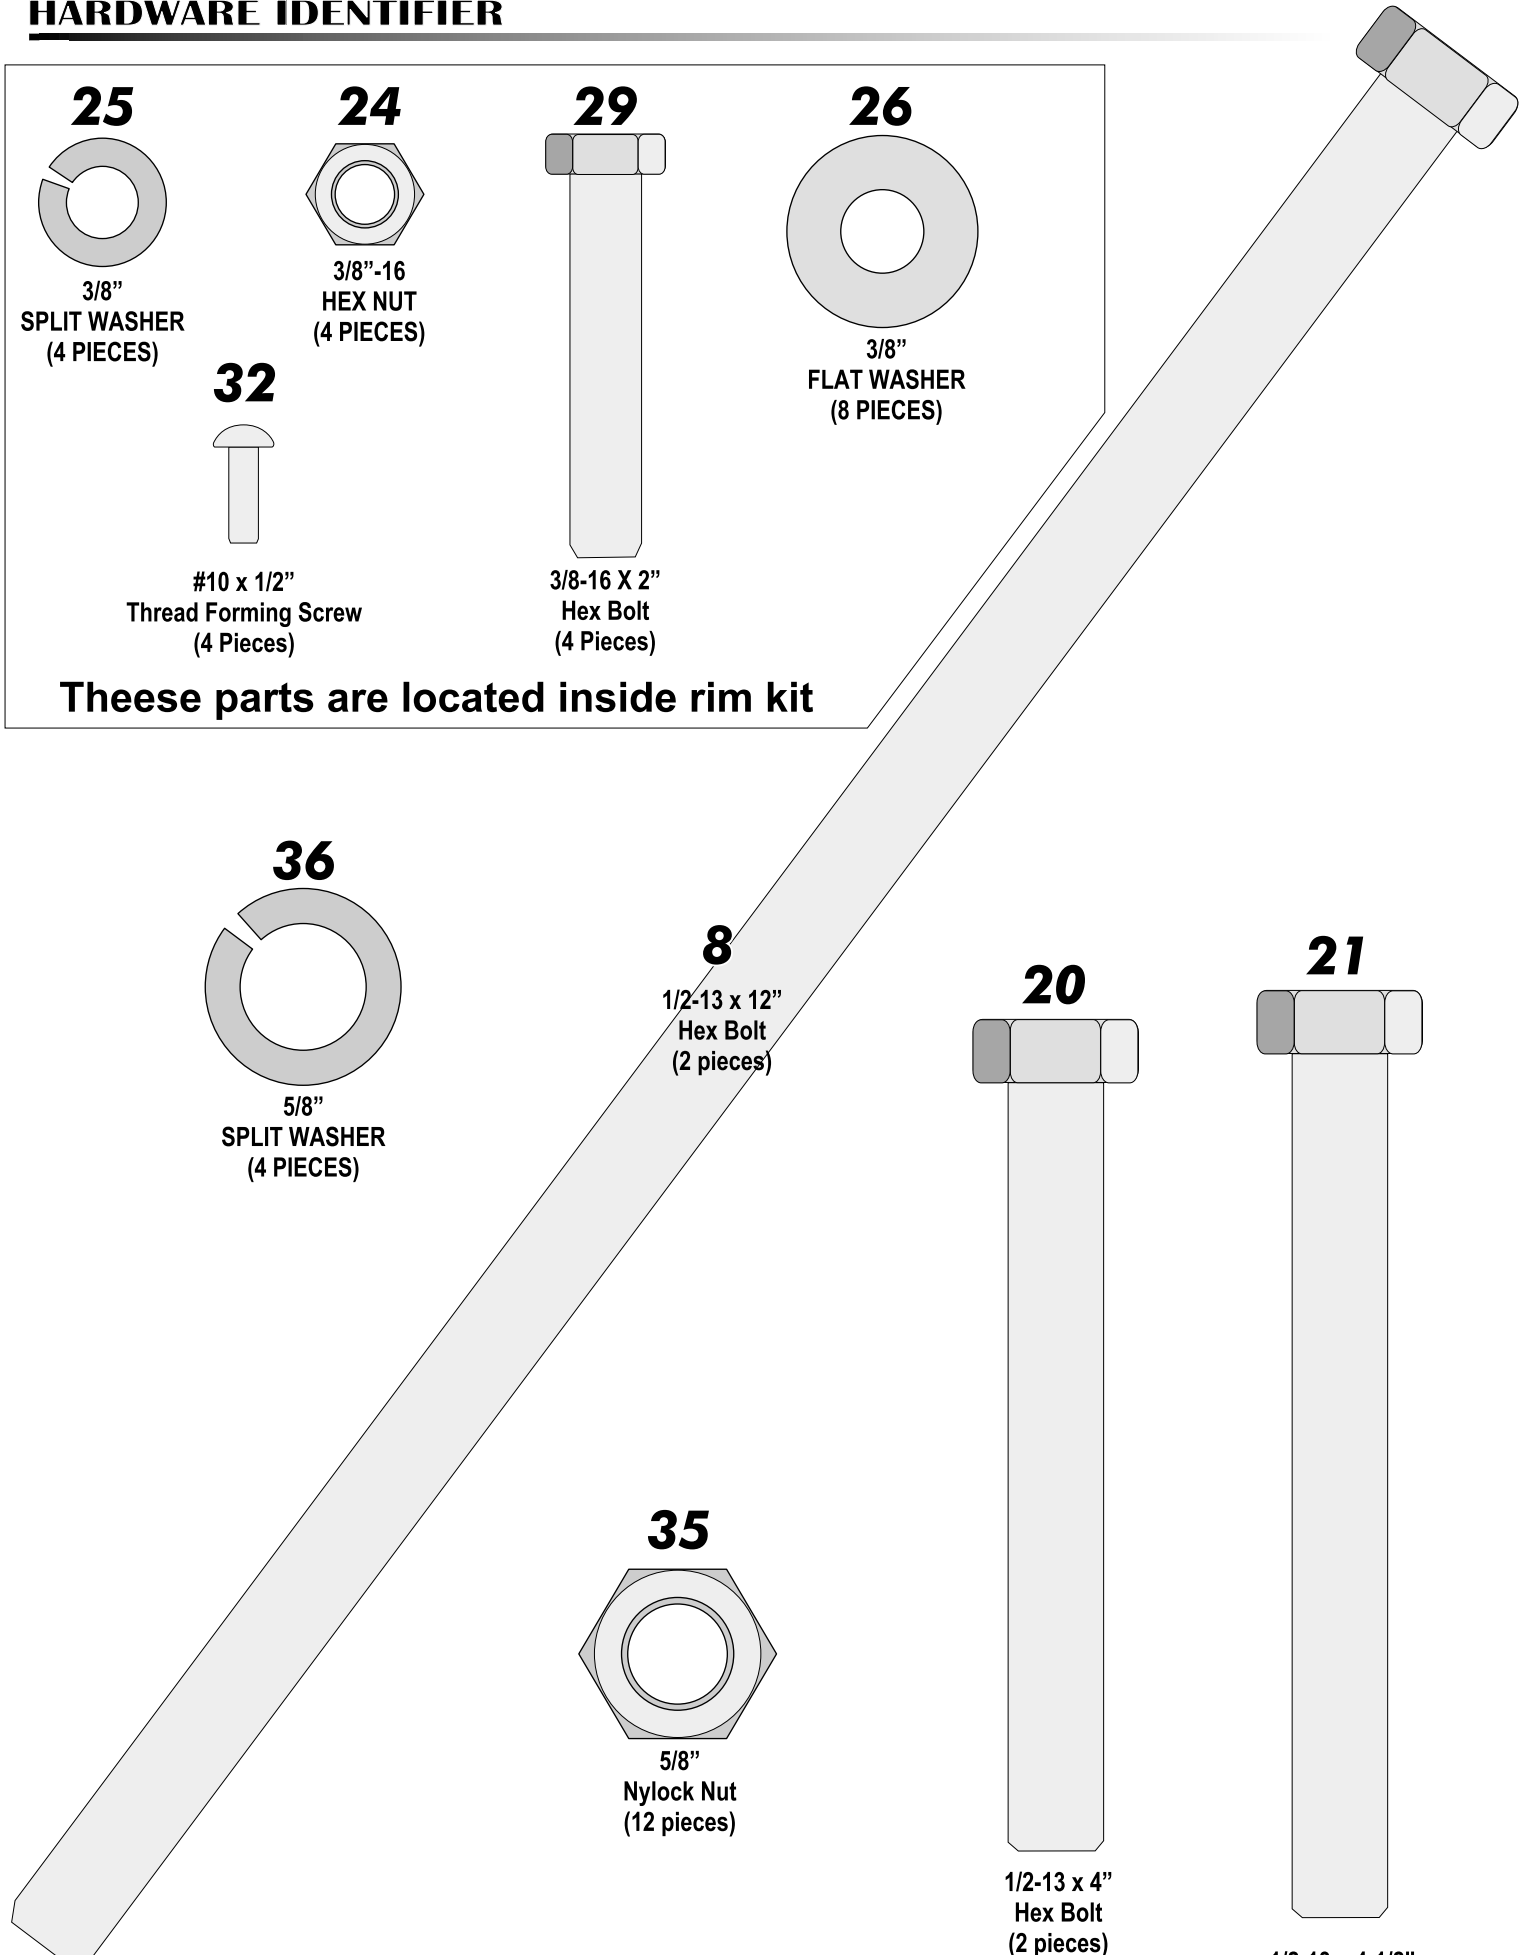 HARDWARE IDENTIFIER
25
3/8”
SPLIT WASHER
(4 PIECES)
24
3/8”-16
HEX NUT
(4 PIECES)
29
3/8-16 X 2”
Hex Bolt
(4 Pieces)
26
3/8”
FLAT WASHER
(8 PIECES)
32
#10 x 1/2”
Thread Forming Screw
(4 Pieces)
Theese parts are located inside rim kit
36
5/8”
SPLIT WASHER
(4 PIECES)
8
1/2-13 x 12”
Hex Bolt
(2 pieces)
20
1/2-13 x 4”
Hex Bolt
(2 pieces)
21
35
5/8”
Nylock Nut
(12 pieces)